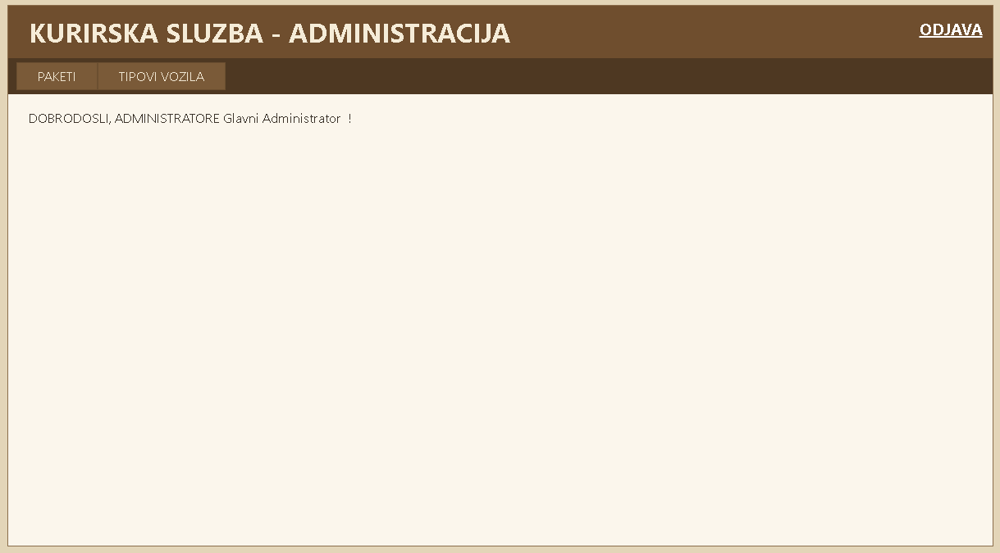 KURIRSKA SLUZBA - ADMINISTRACIJA
ODJAVA
PAKETI TIPOVI VOZILA
DOBRODOSLI, ADMINISTRATORE Glavni Administrator !